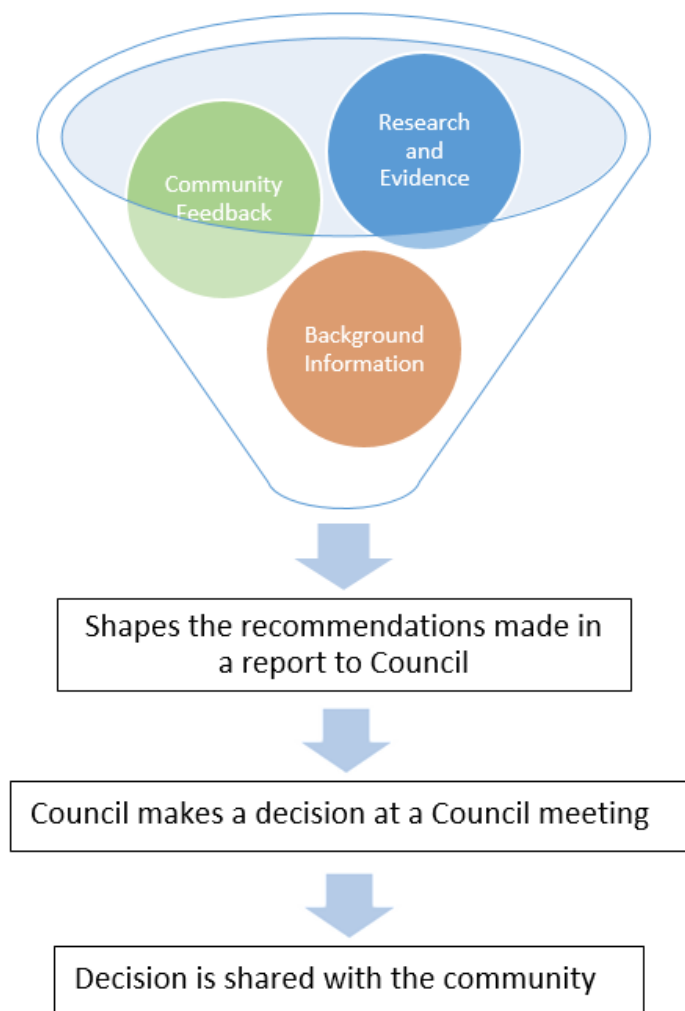 Research
and
Evidence
Community
Feedback
Background
Information
Shapes the recommendations made in
a report to Council
Council makes a decision at a Council meeting
Decision is shared with the community